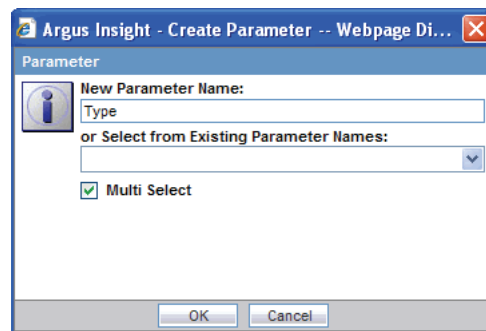 Argus Insight - Create Parameter -- Webpage Di...
Parameter
New Parameter Name:
Type
or Select from Existing Parameter Names:
Multi Select
OK Cancel